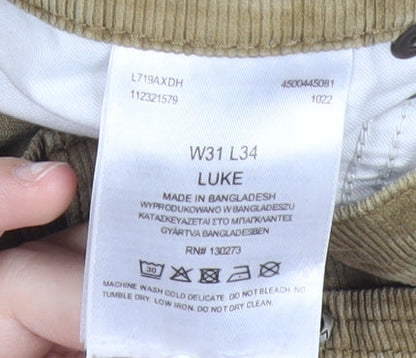 L719AXDH 4500445081
112321579 1022
W31 L34
LUKE
MADE IN BANGLADESH
WYPRODUKOWANO W BANGLADESZU
ΚΑΤΑΣΚΕΥΑΖΕΤΑΙ ΣΤΟ ΜΠΑΓΚΛΑΝΤΕΣ
GYÁRTVA BANGLADESBEN
RN# 130273
30
MACHINE WASH COLD DELICATE. DO NOT BLEACH. NO
TUMBLE DRY. LOW IRON. DO NOT DRY CLEAN.